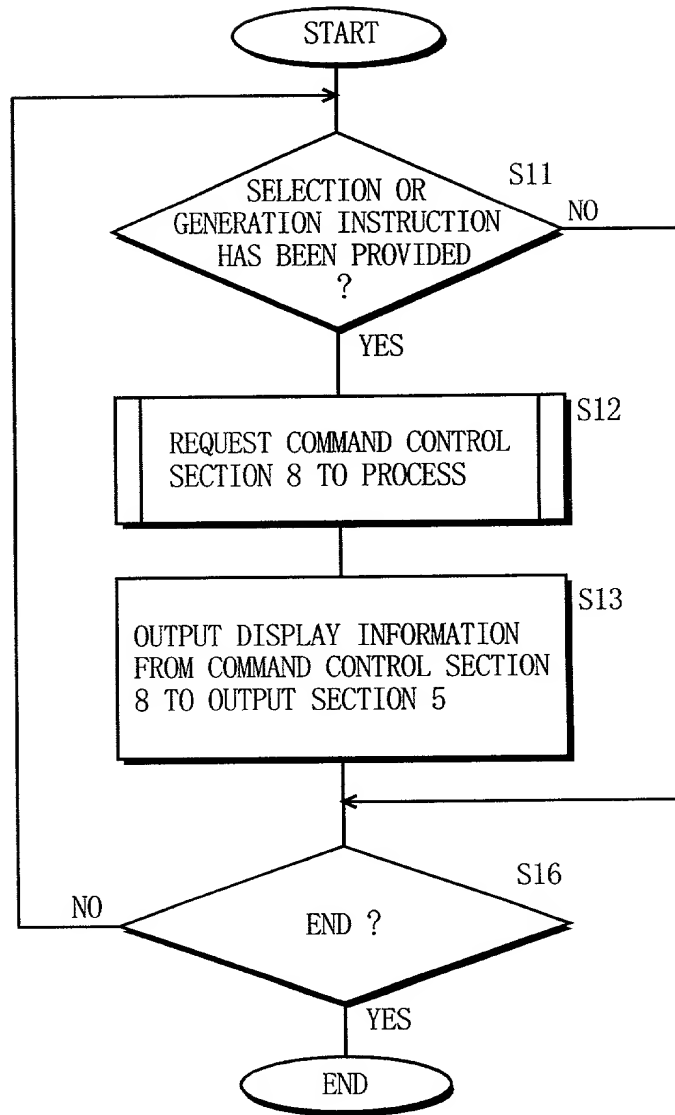 START
S11
SELECTION OR
GENERATION INSTRUCTION
HAS BEEN PROVIDED
?
NO
YES
S12
REQUEST COMMAND CONTROL
SECTION 8 TO PROCESS
S13
OUTPUT DISPLAY INFORMATION
FROM COMMAND CONTROL SECTION
8 TO OUTPUT SECTION 5
S16
NO
END ?
YES
END